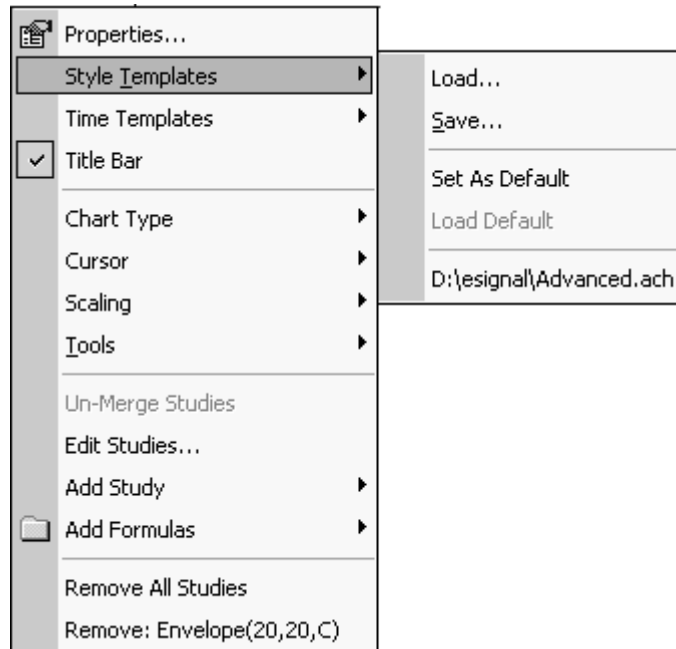 Properties...
Style Templates
Time Templates
Title Bar
Chart Type
Cursor
Scaling
Tools
Un-Merge Studies
Edit Studies...
Add Study
Add Formulas
Remove All Studies
Remove: Envelope(20,20,C)
Load...
Save...
Set As Default
Load Default
D:\esignal\Advanced.ach